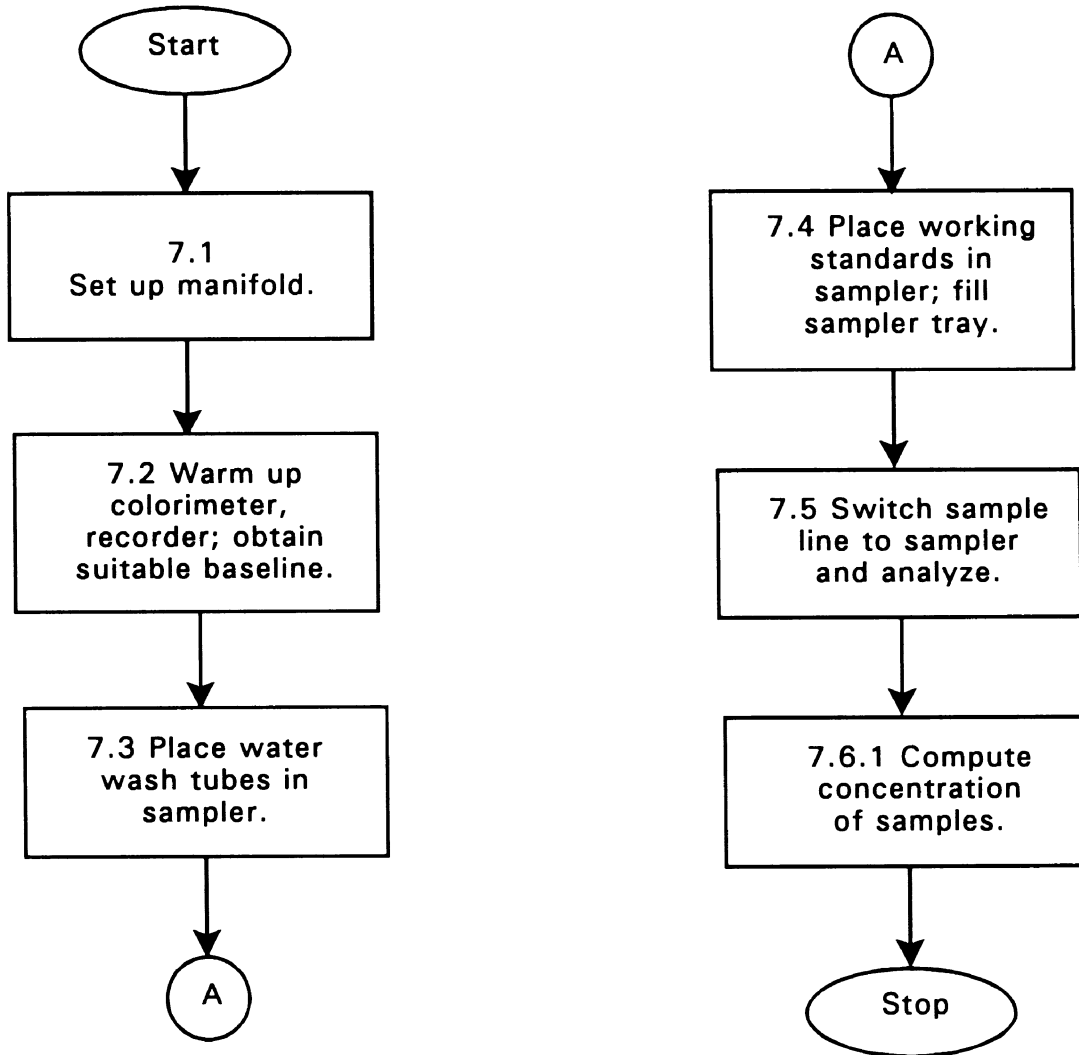 Start
7.1
Set up manifold.
7.2 Warm up
colorimeter,
recorder; obtain
suitable baseline.
7.3 Place water
wash tubes in
sampler.
A
A
7.4 Place working
standards in
sampler; fill
sampler tray.
7.5 Switch sample
line to sampler
and analyze.
7.6.1 Compute
concentration
of samples.
Stop